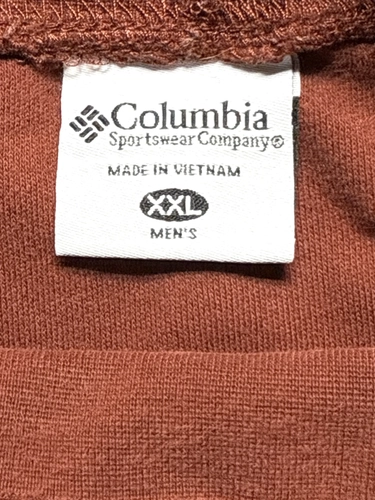 Columbia
Sportswear Company®
MADE IN VIETNAM
XXL
MEN'S